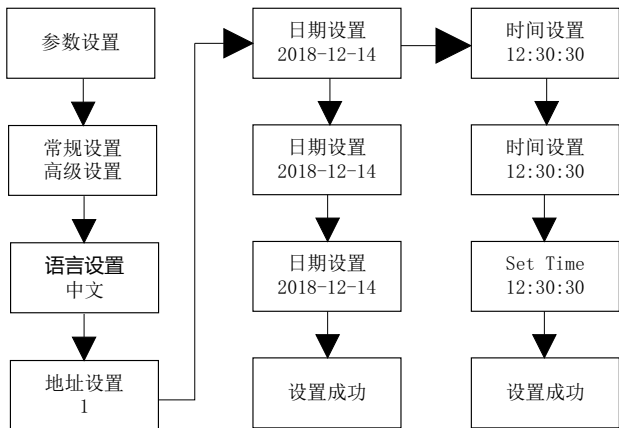 参数设置
常规设置
高级设置
语言设置
中文
地址设置
1
日期设置
2018-12-14
日期设置
2018-12-14
日期设置
2018-12-14
设置成功
时间设置
12:30:30
时间设置
12:30:30
Set Time
12:30:30
设置成功